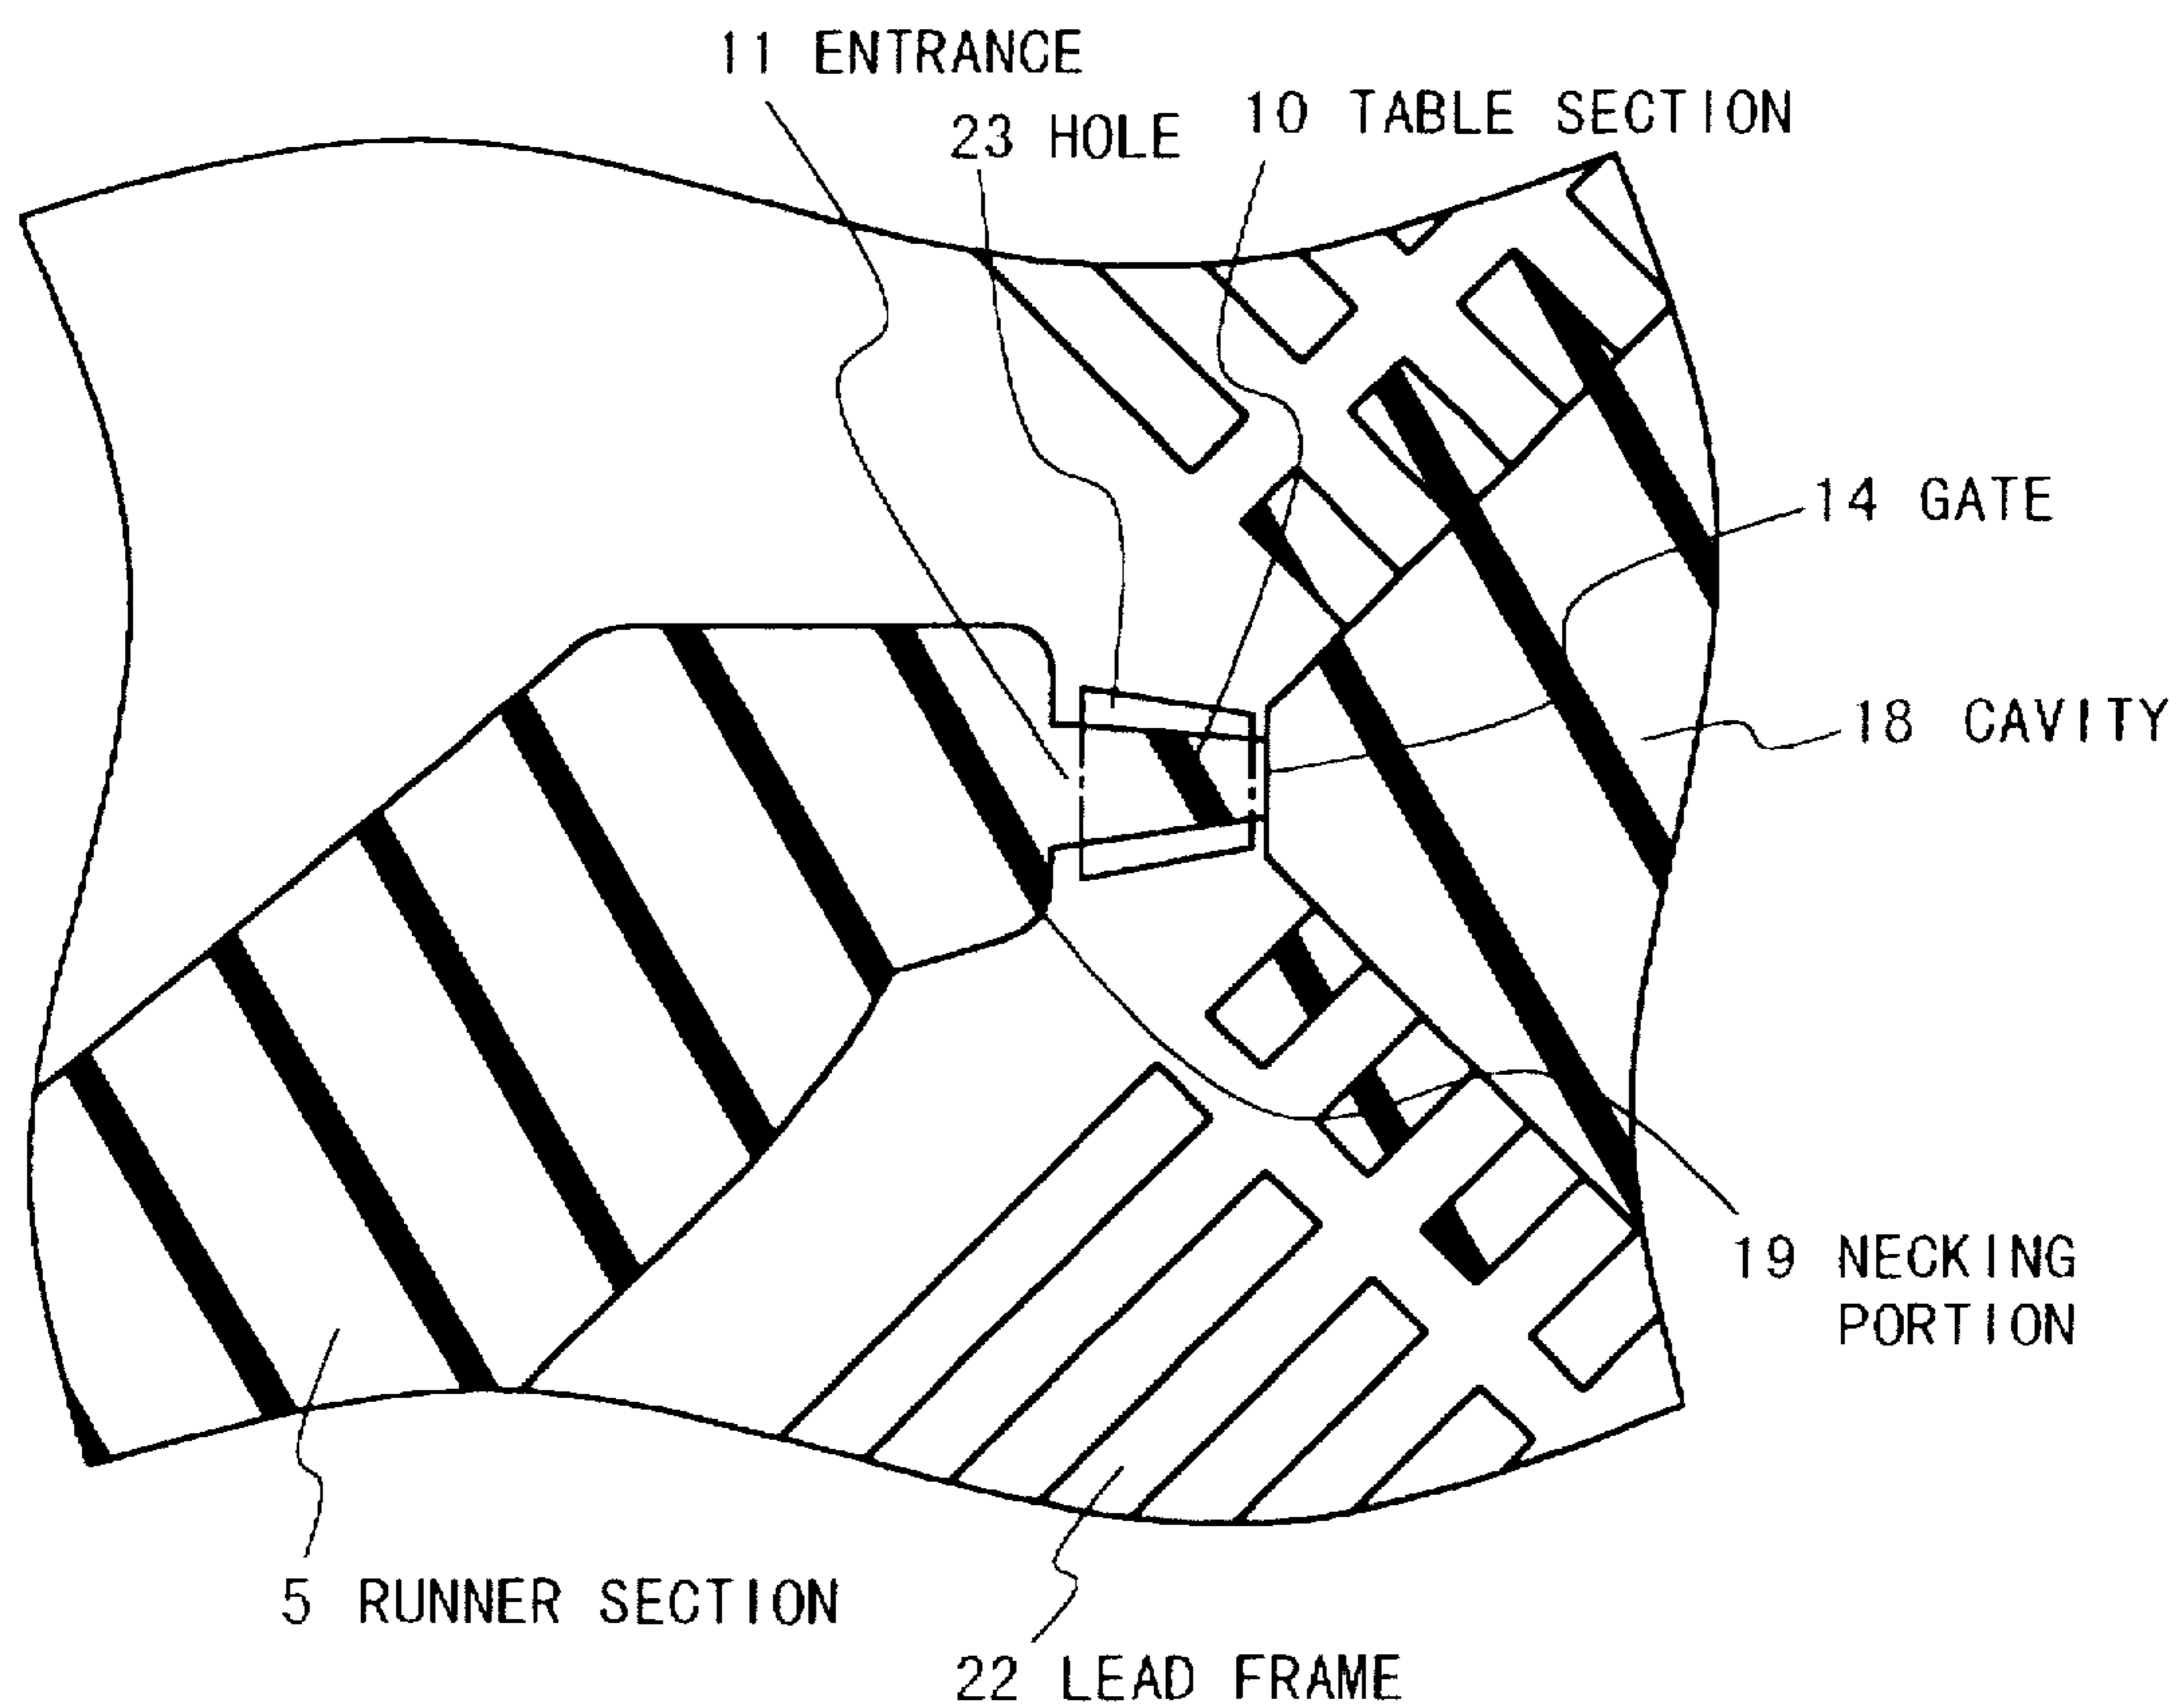 11 ENTRANCE
23 HOLE
10 TABLE SECTION
14 GATE
18 CAVITY
19 NECKING
PORTION
5 RUNNER SECTION
22 LEAD FRAME